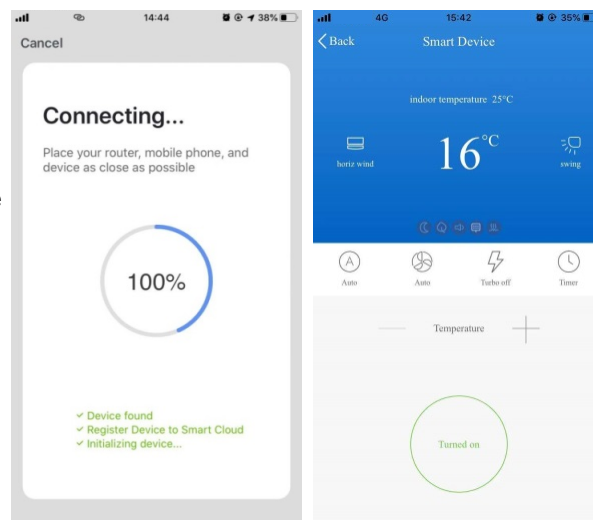 14:44
38%
Cancel
Connecting...
Place your router, mobile phone, and
device as close as possible
100%
✓ Device found
✓ Register Device to Smart Cloud
✓ Initializing device...
4G
15:42
35%
Back
Smart Device
indoor temperature 25°C
16°C
horiz wind
swing
A
Auto
Auto
Turbo off
Timer
— Temperature +
Turned on
e